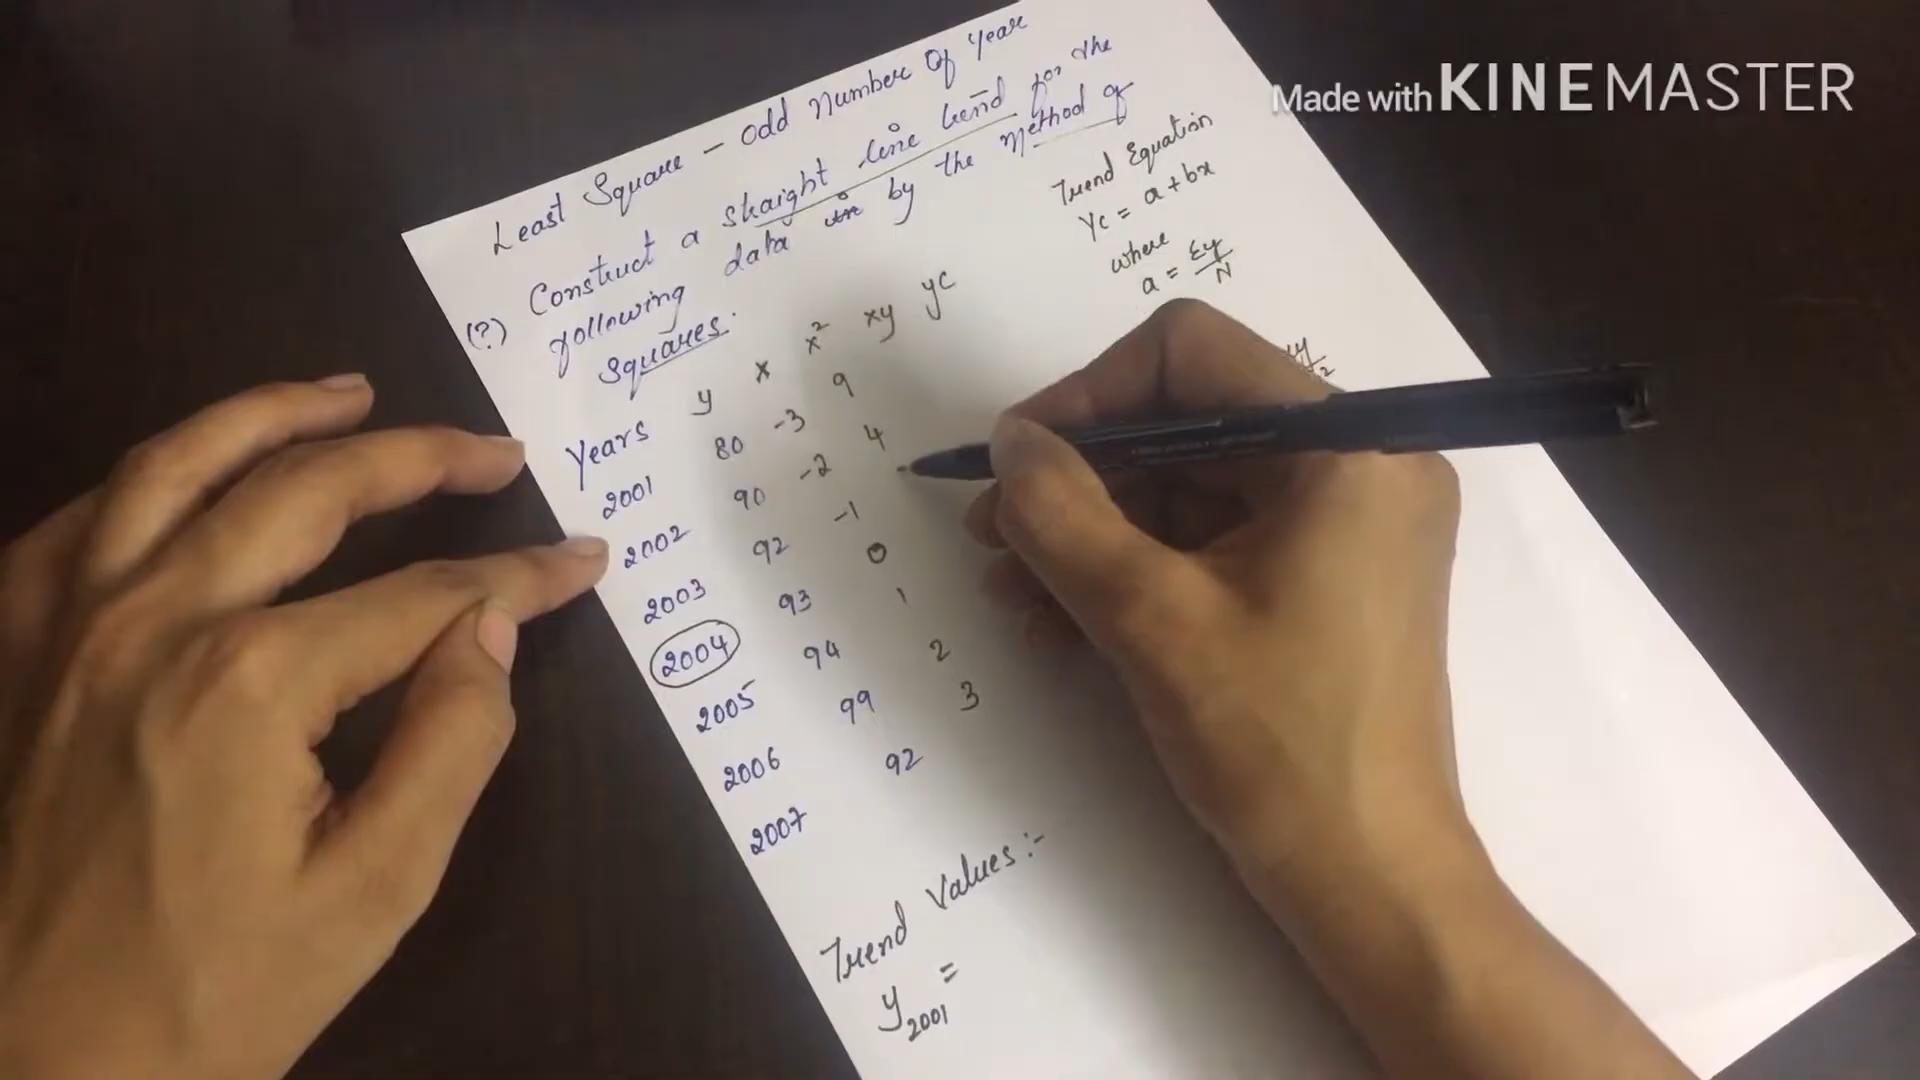 Made with KINEMASTER
Least Square - odd Number Of Year
(?) Construct a straight line trend for the
following data by the Method of
Squares.
Years y x x² xy yc
2001 80 -3 9
2002 90 -2 4
2003 92 -1
2004 93 0
2005 94 1
2006 99 2
2007 92 3
Trend Equation
Yc = a + bx
where
a = Σy/N
Trend Values :-
y2001 =